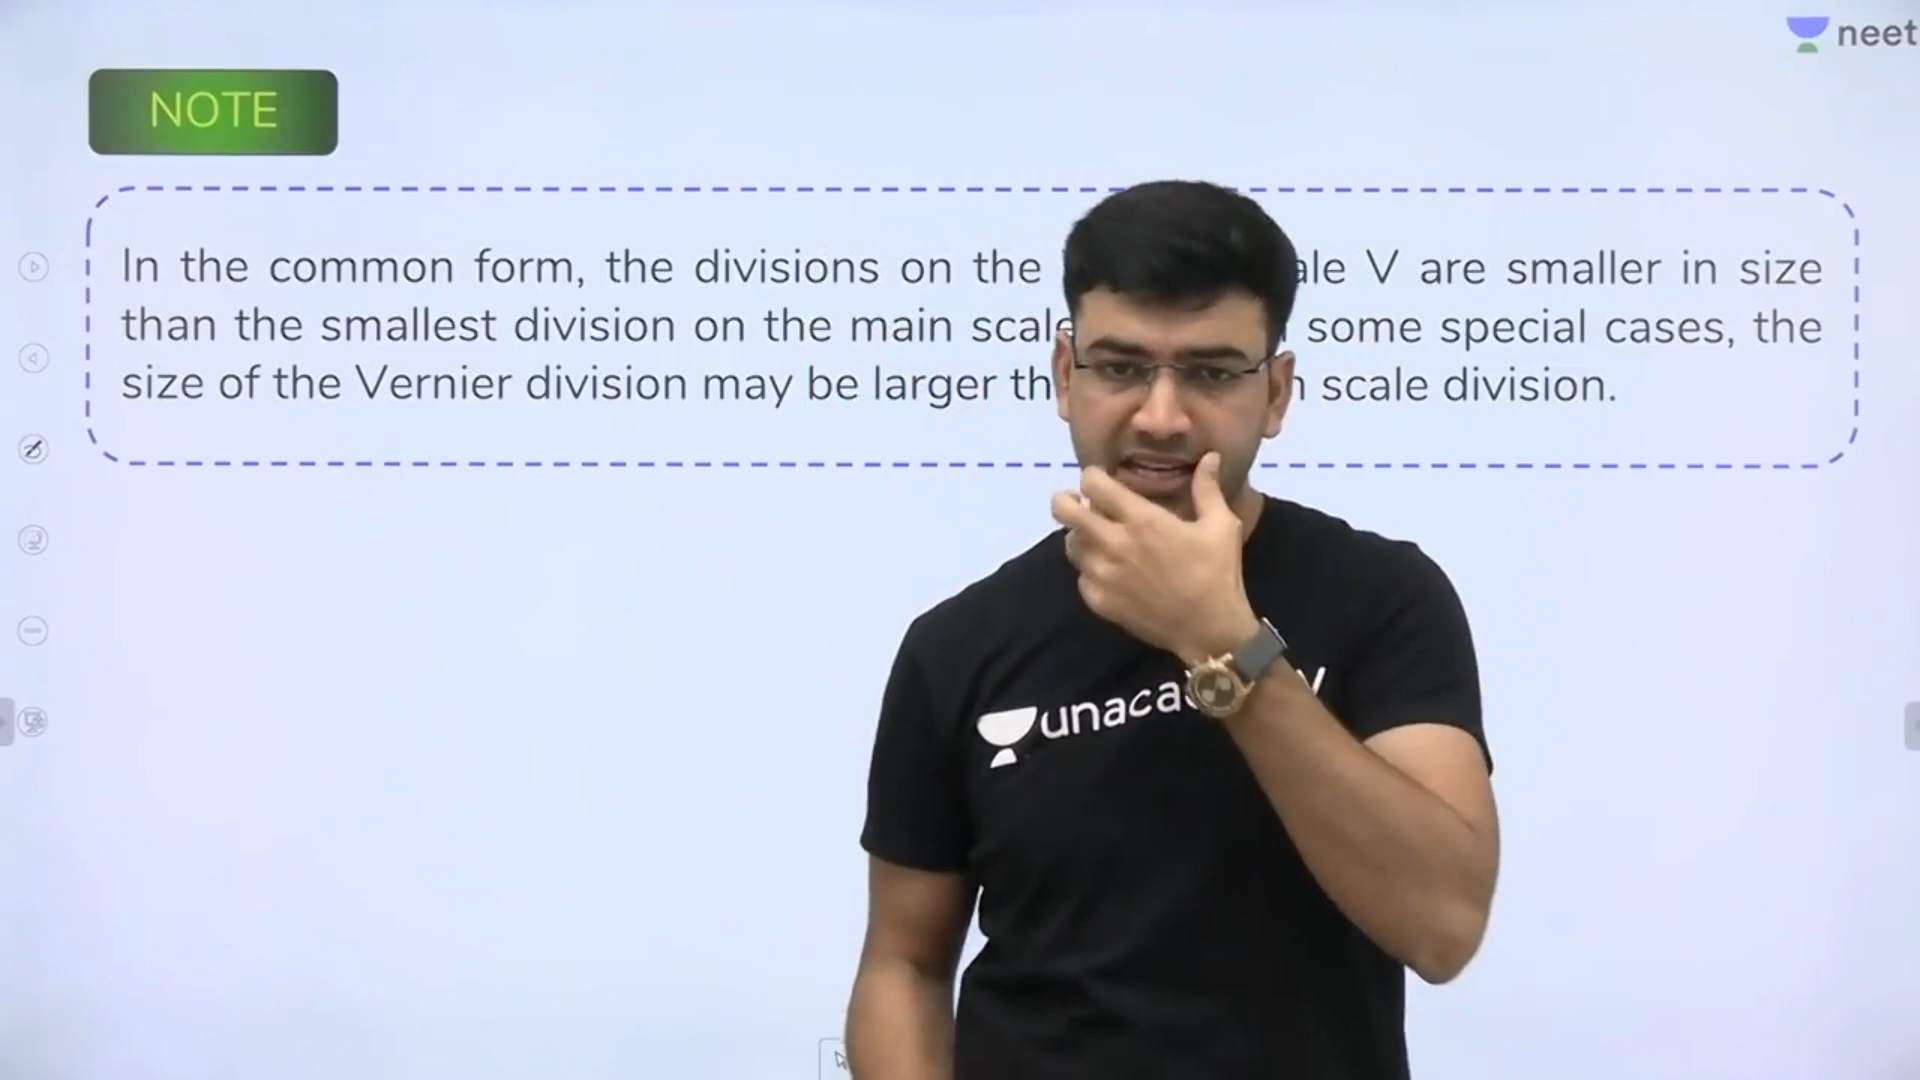 neet
NOTE
In the common form, the divisions on the ale V are smaller in size
than the smallest division on the main scale some special cases, the
size of the Vernier division may be larger th n scale division.
unaca y